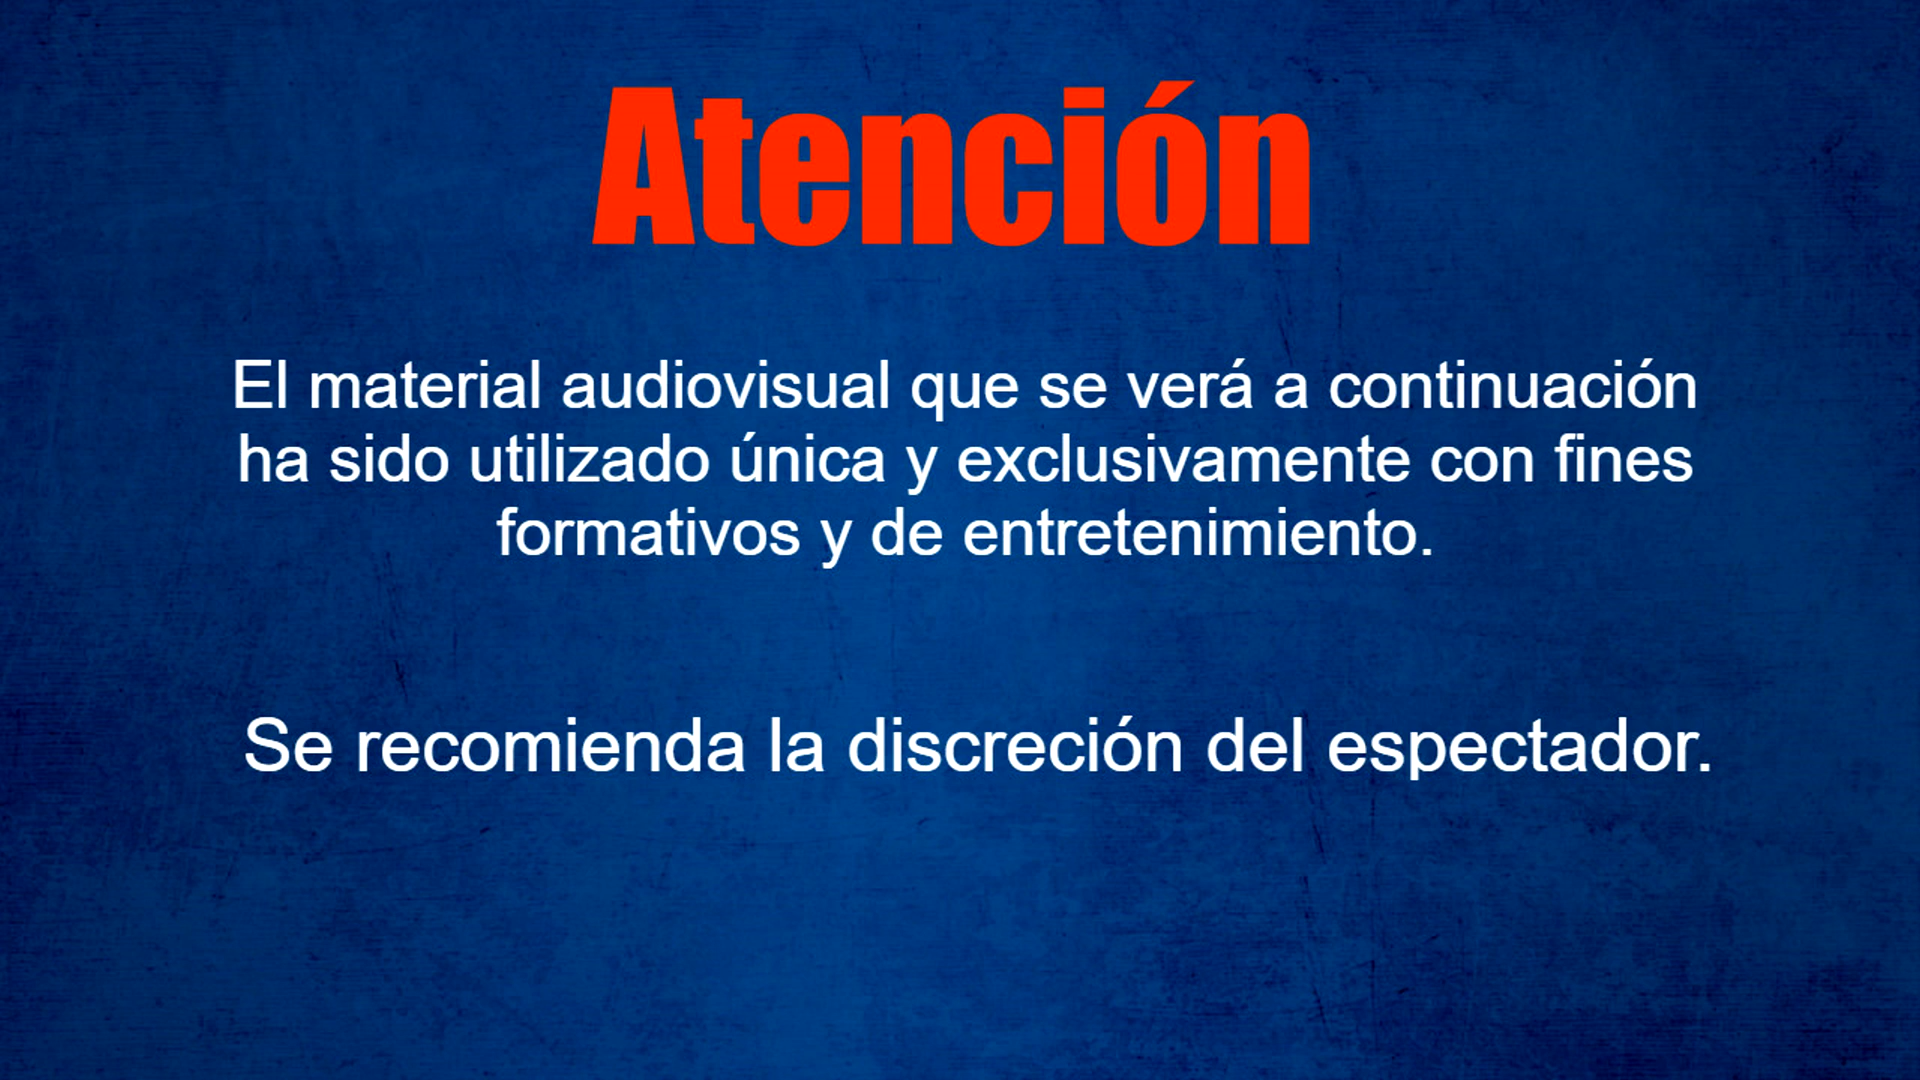 Atención
El material audiovisual que se verá a continuación
ha sido utilizado única y exclusivamente con fines
formativos y de entretenimiento.
Se recomienda la discreción del espectador.